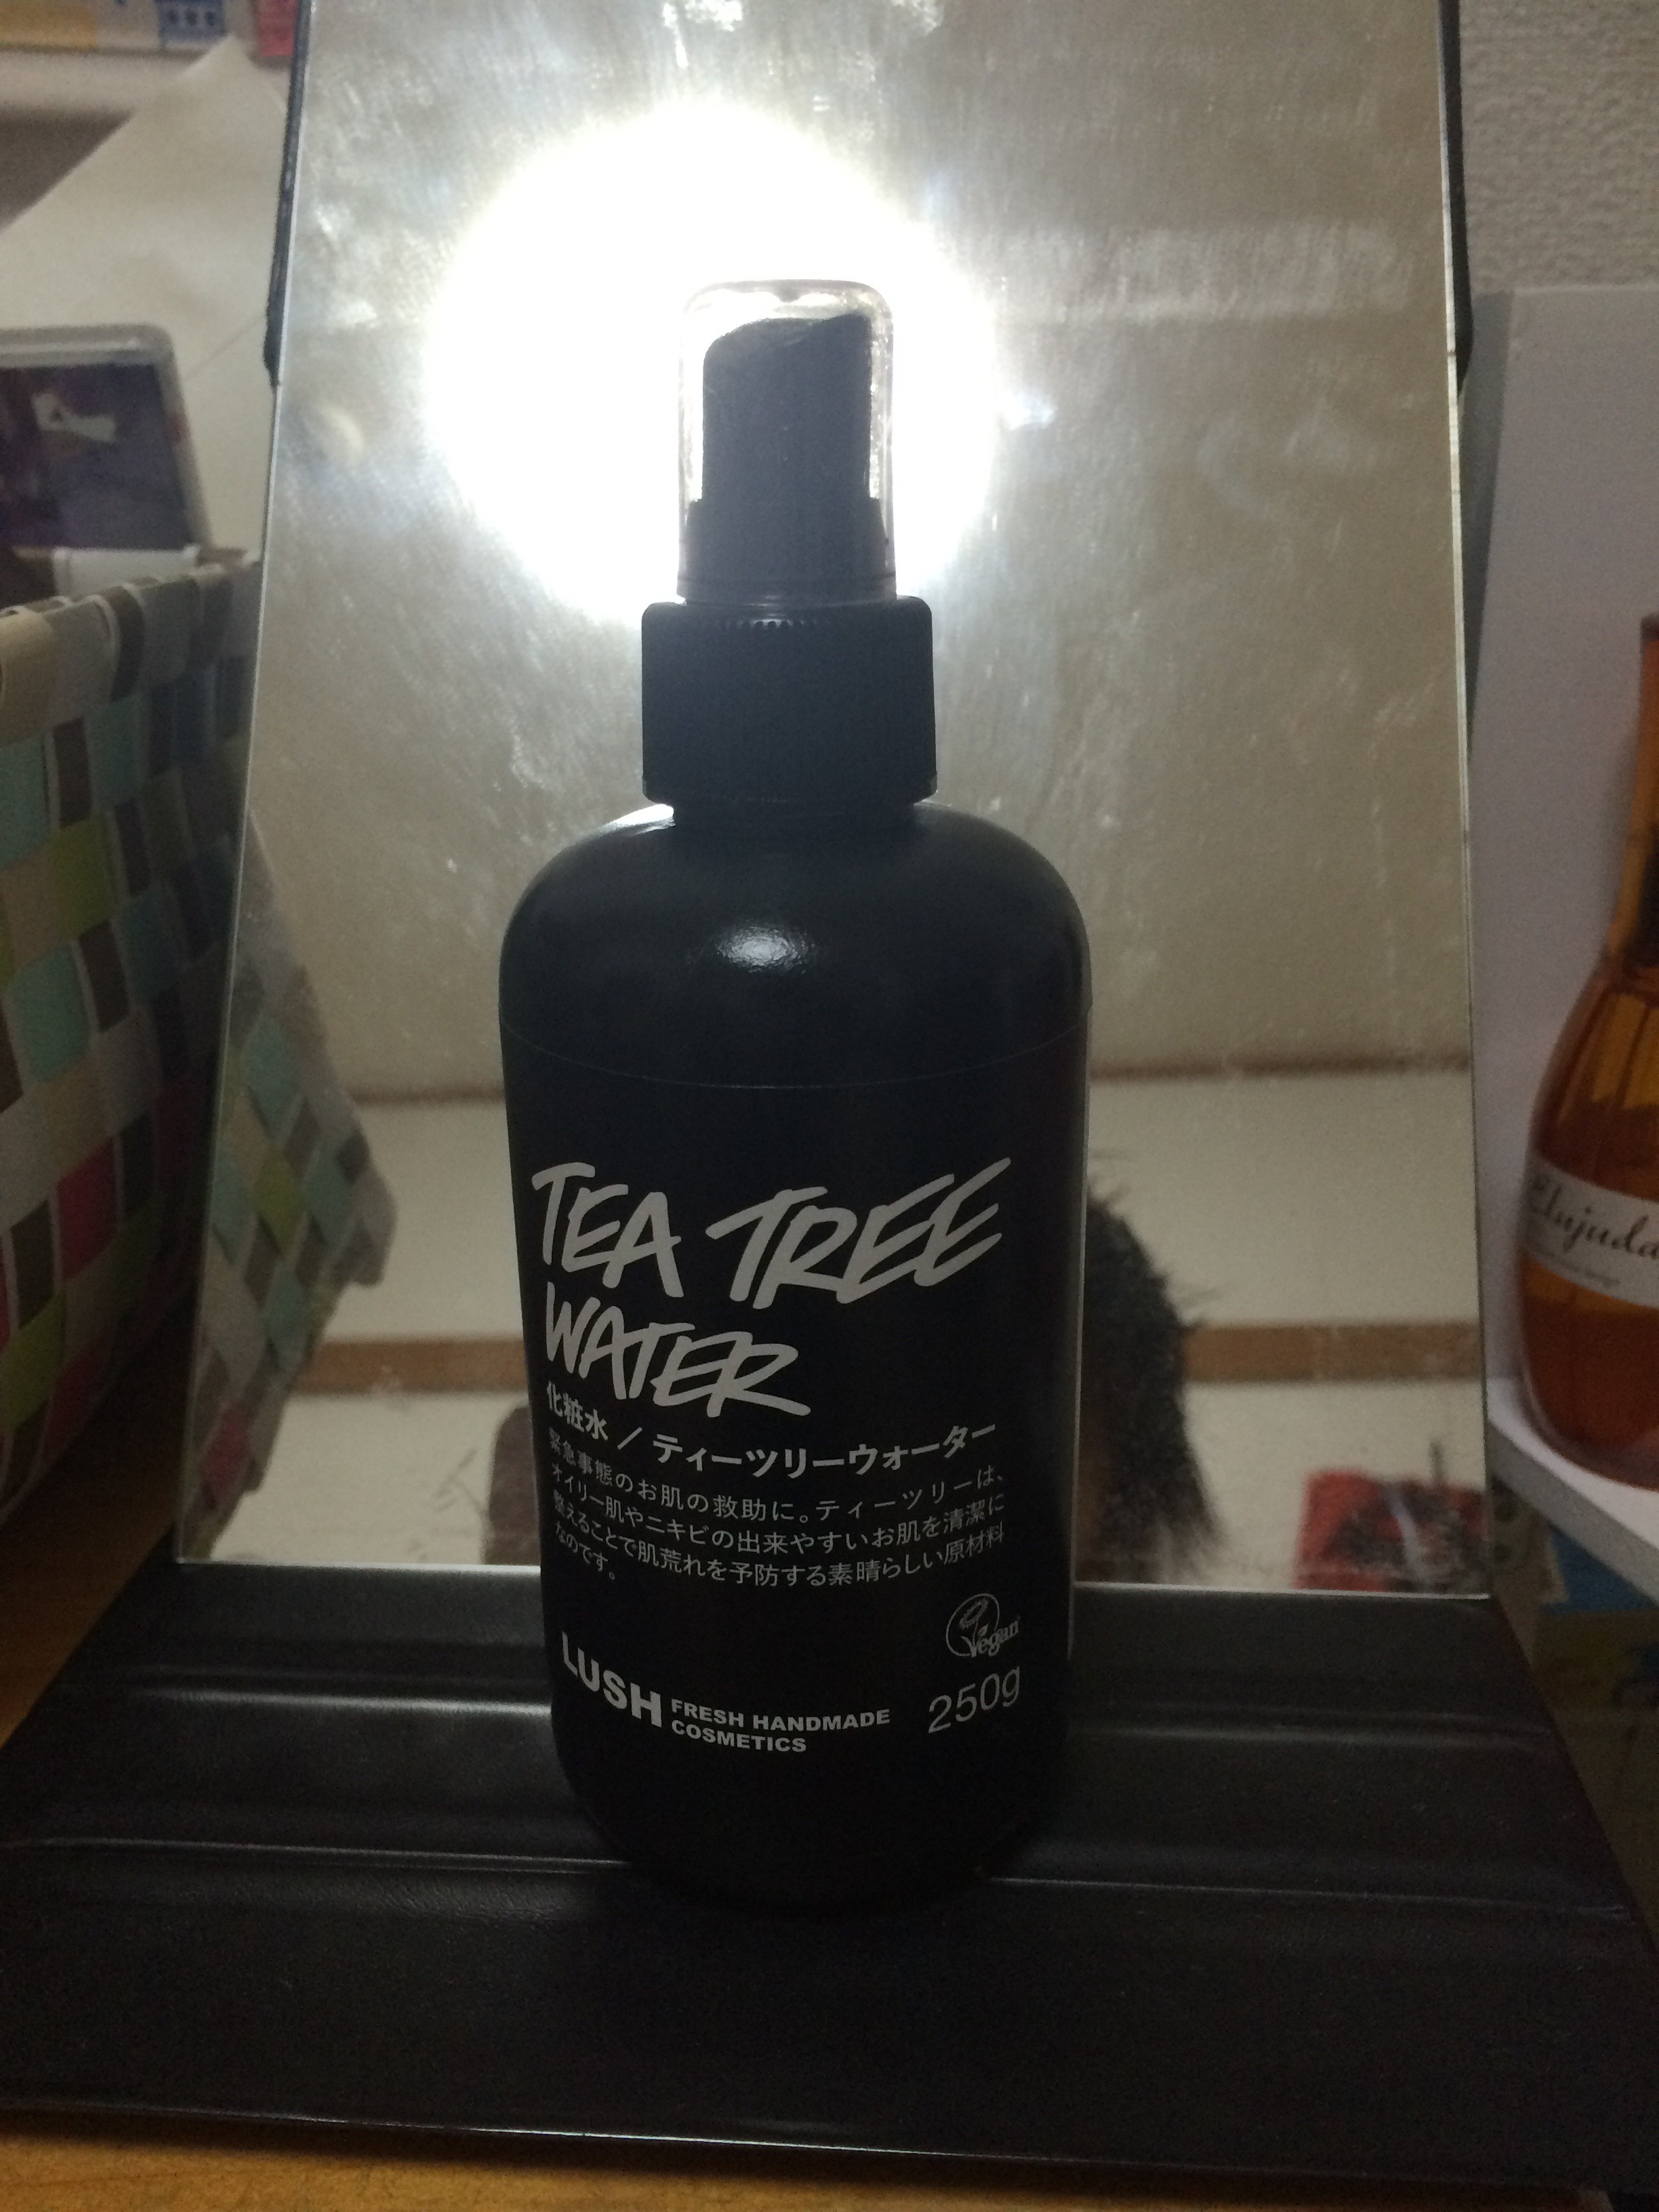 TEA TREE
WATER
化粧水 / ティーツリーウォーター
緊急事態のお肌の救助に。ティーツリーは、
オイリー肌やニキビの出来やすいお肌を清潔に
整えることで肌荒れを予防する素晴らしい原材料
なのです。
Vegan
250g
LUSH FRESH HANDMADE
COSMETICS